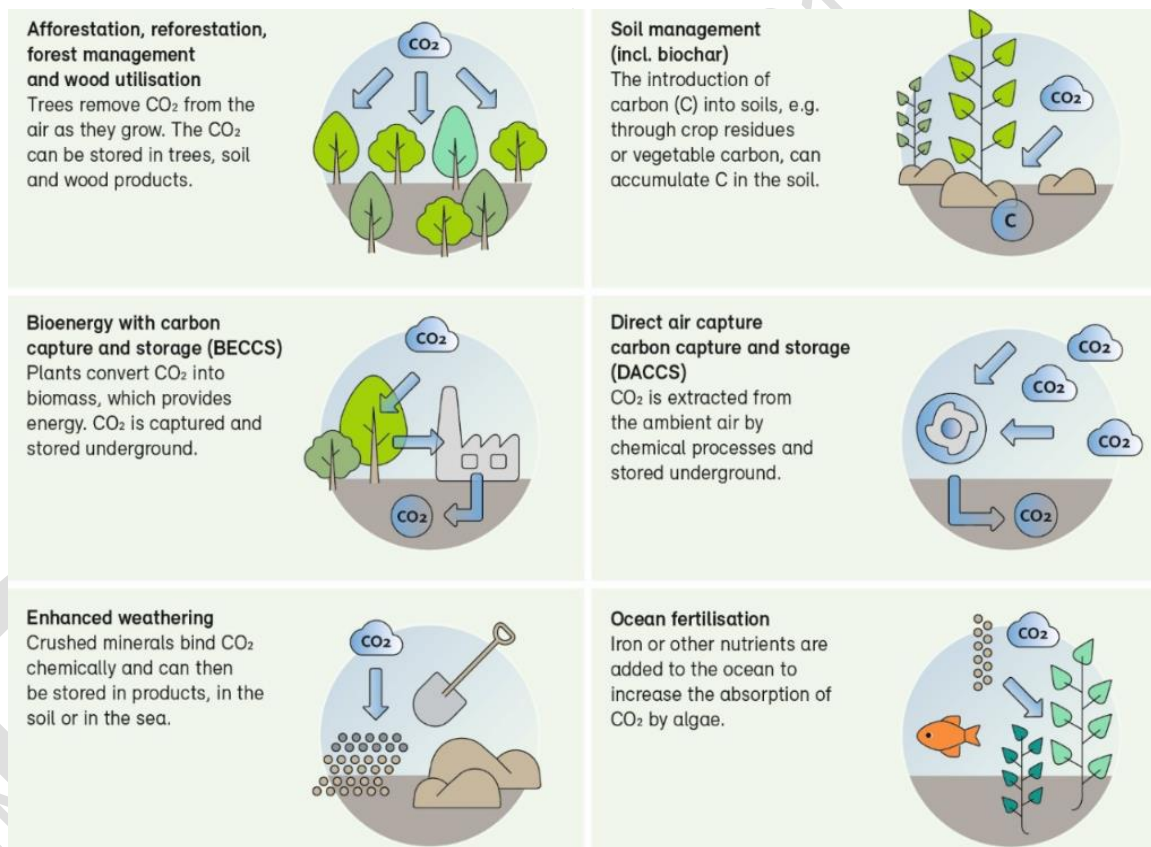 Afforestation, reforestation,
forest management
and wood utilisation
Trees remove CO₂ from the
air as they grow. The CO₂
can be stored in trees, soil
and wood products.
CO₂
Soil management
(incl. biochar)
The introduction of
carbon (C) into soils, e.g.
through crop residues
or vegetable carbon, can
accumulate C in the soil.
CO₂
C
Bioenergy with carbon
capture and storage (BECCS)
Plants convert CO₂ into
biomass, which provides
energy. CO₂ is captured and
stored underground.
CO₂
CO₂
Direct air capture
carbon capture and storage
(DACCS)
CO₂ is extracted from
the ambient air by
chemical processes and
stored underground.
CO₂
CO₂
CO₂
CO₂
Enhanced weathering
Crushed minerals bind CO₂
chemically and can then
be stored in products, in the
soil or in the sea.
CO₂
Ocean fertilisation
Iron or other nutrients are
added to the ocean to
increase the absorption of
CO₂ by algae.
CO₂